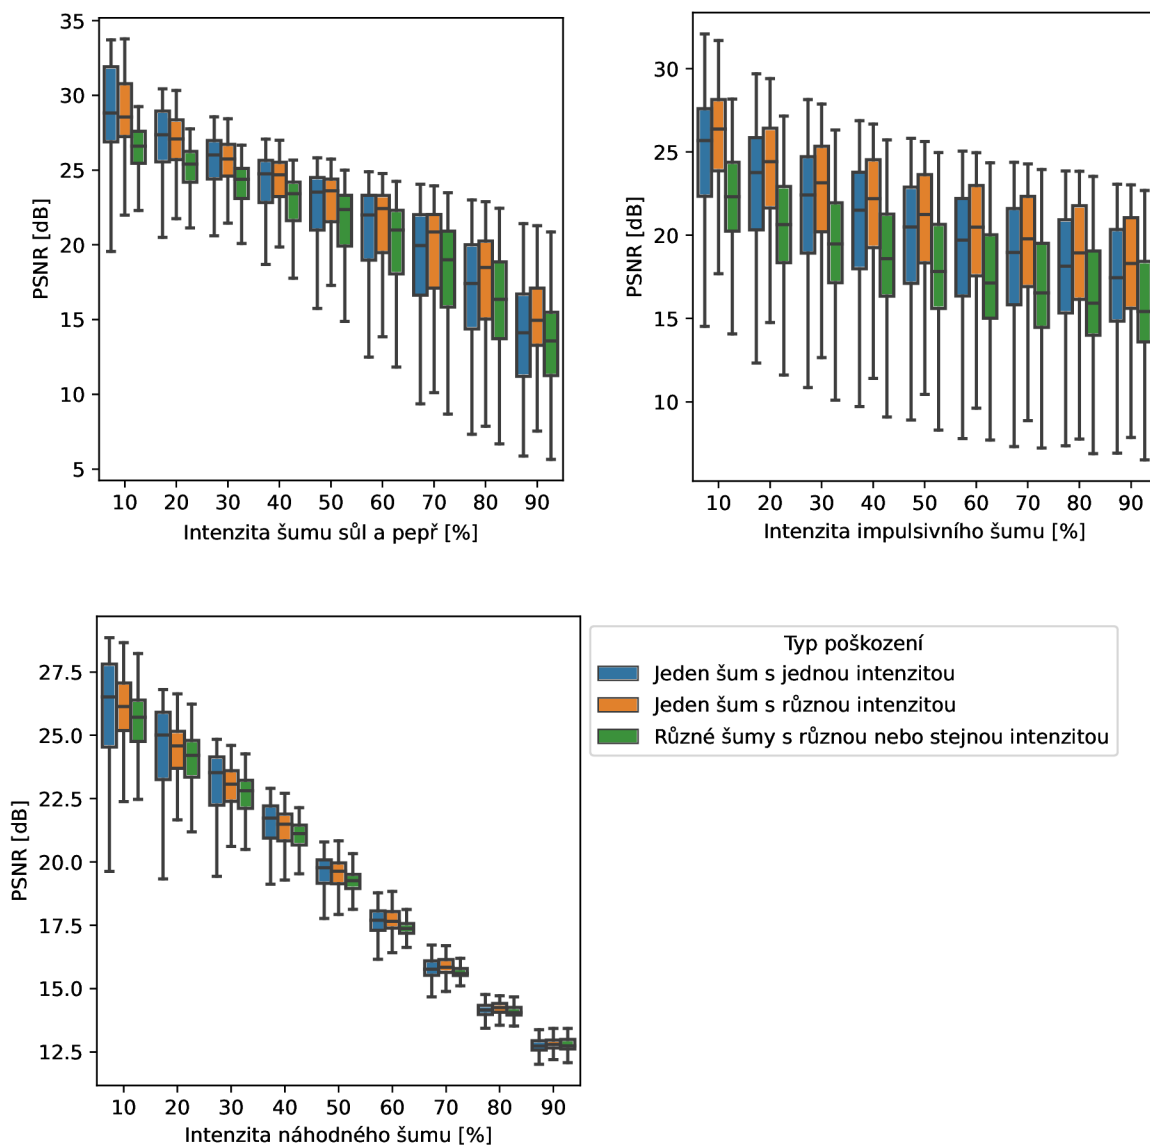 35
30
25
20
15
10
5
PSNR [dB]
10 20 30 40 50 60 70 80 90
Intenzita šumu sůl a pepř [%]
30
25
20
15
10
PSNR [dB]
10 20 30 40 50 60 70 80 90
Intenzita impulsivního šumu [%]
27.5
25.0
22.5
20.0
17.5
15.0
12.5
PSNR [dB]
10 20 30 40 50 60 70 80 90
Intenzita náhodného šumu [%]
Typ poškození
Jeden šum s jednou intenzitou
Jeden šum s různou intenzitou
Různé šumy s různou nebo stejnou intenzitou